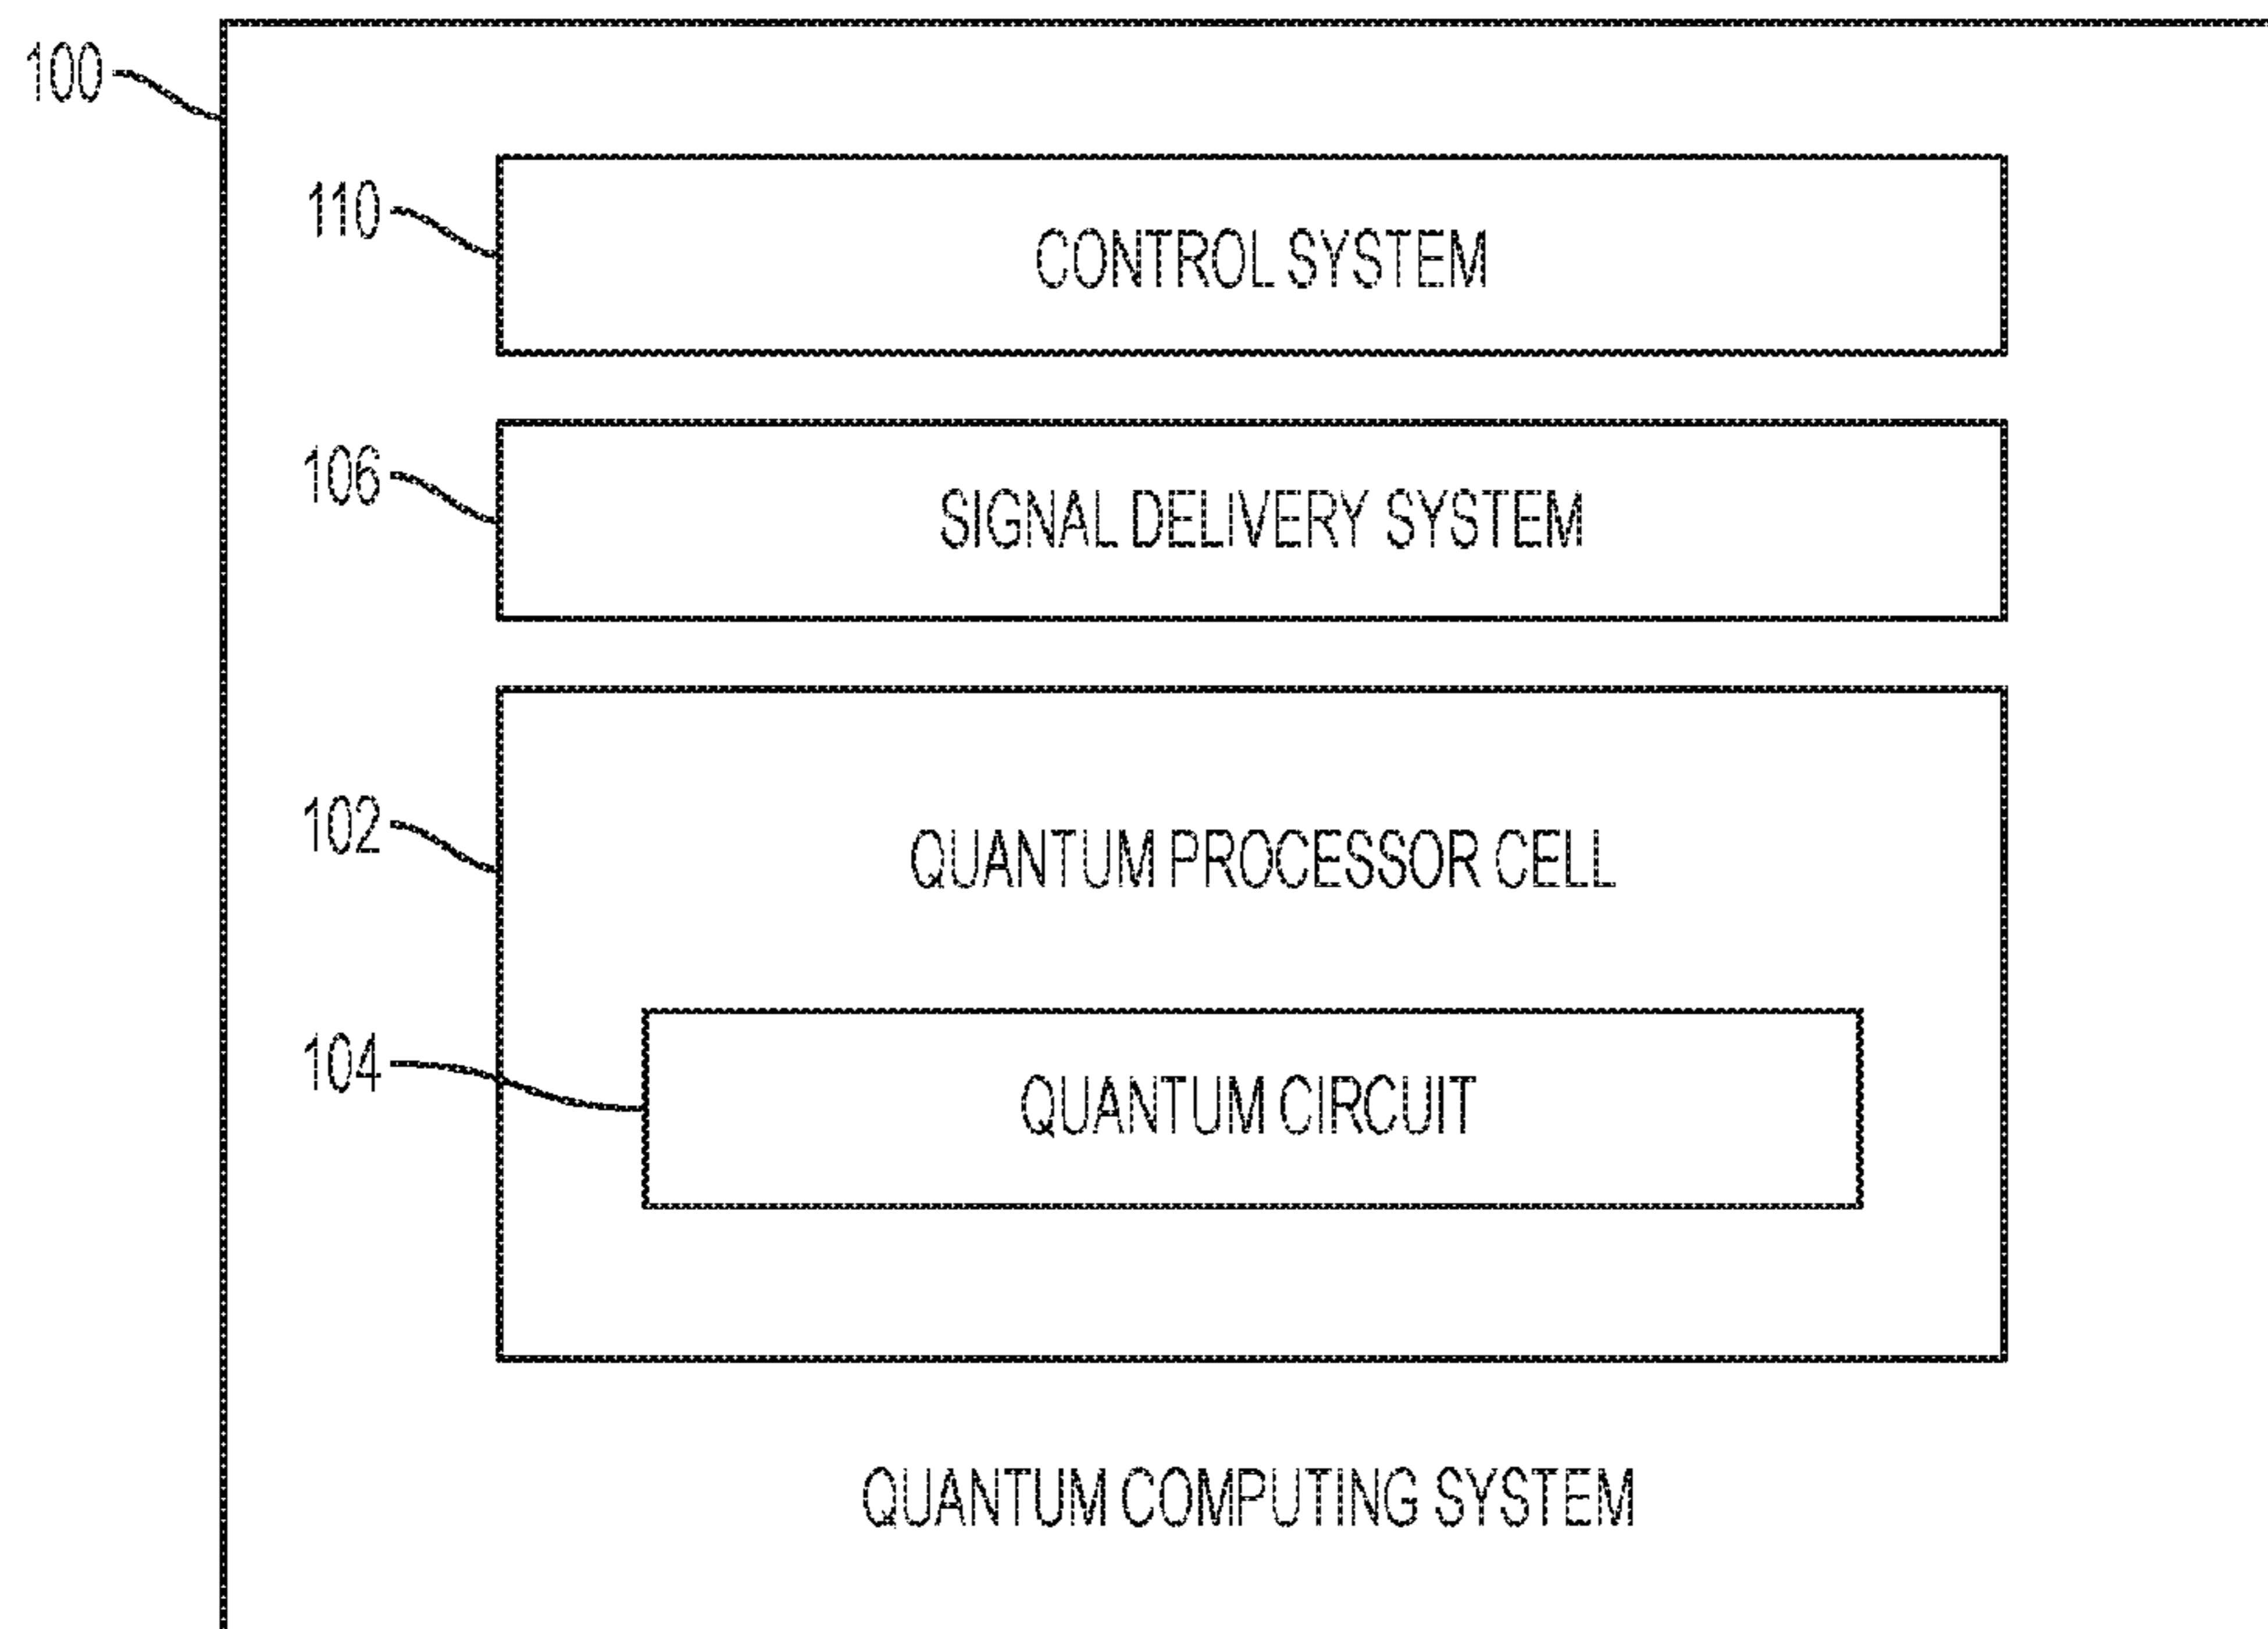 100
110
CONTROL SYSTEM
106
SIGNAL DELIVERY SYSTEM
102
QUANTUM PROCESSOR CELL
104
QUANTUM CIRCUIT
QUANTUM COMPUTING SYSTEM